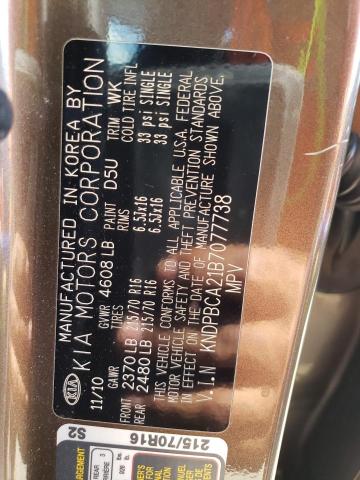 MANUFACTURED IN KOREA BY
KIA KIA MOTORS CORPORATION
11/10 GVWR 4608 LB PAINT D5U TRIM WK
GAWR TIRES RIMS COLD TIRE INFL
FRONT 2370 LB 215/70 R16 6.5Jx16 33 psi SINGLE
REAR 2480 LB 215/70 R16 6.5Jx16 33 psi SINGLE
THIS VEHICLE CONFORMS TO ALL APPLICABLE U.S.A. FEDERAL
MOTOR VEHICLE SAFETY AND THEFT PREVENTION STANDARDS
IN EFFECT ON THE DATE OF MANUFACTURE SHOWN ABOVE.
V.I.N KNDPBCA21B7077738
MPV
S2
215/70R16
REAR 3